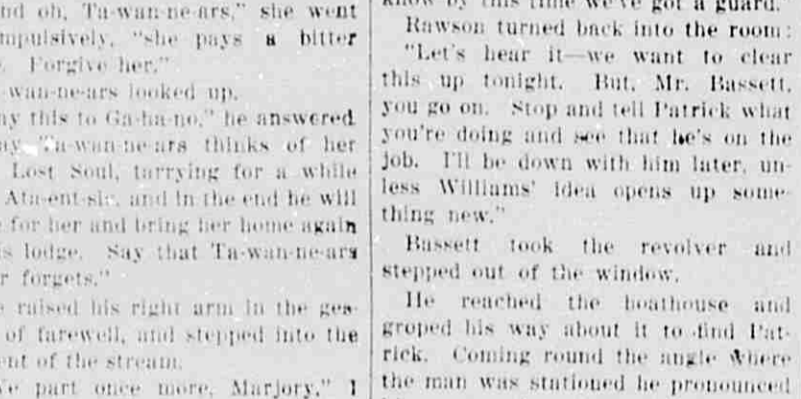 nd oh, Ta-wan-ne-ars," she went
mpulsively, "she pays a bitter
Forgive her."
wan-ne-ars looked up.
ay this to Ga-ha-no," he answered
ay Ta-wan-ne-ars thinks of her
Lost Soul, tarrying for a while
Ata-ent-sic, and in the end he will
for her and bring her home again
s lodge. Say that Ta-wan-ne-ars
r forgets."
raised his right arm in the ges-
of farewell, and stepped into the
ent of the stream.
e part once more, Marjory," I
know by this time we've got a guard."
Rawson turned back into the room:
"Let's hear it—we want to clear
this up tonight. But, Mr. Bassett,
you go on. Stop and tell Patrick what
you're doing and see that he's on the
job. I'll be down with him later, un-
less Williams' idea opens up some-
thing new."
Bassett took the revolver and
stepped out of the window.
He reached the boathouse and
groped his way about it to find Pat-
rick. Coming round the angle where
the man was stationed he pronounced